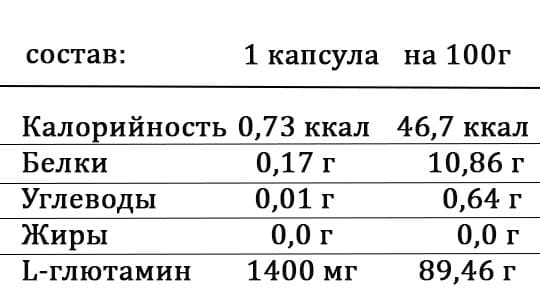 состав: 1 капсула на 100г
Калорийность 0,73 ккал 46,7 ккал
Белки 0,17 г 10,86 г
Углеводы 0,01 г 0,64 г
Жиры 0,0 г 0,0 г
L-глютамин 1400 мг 89,46 г